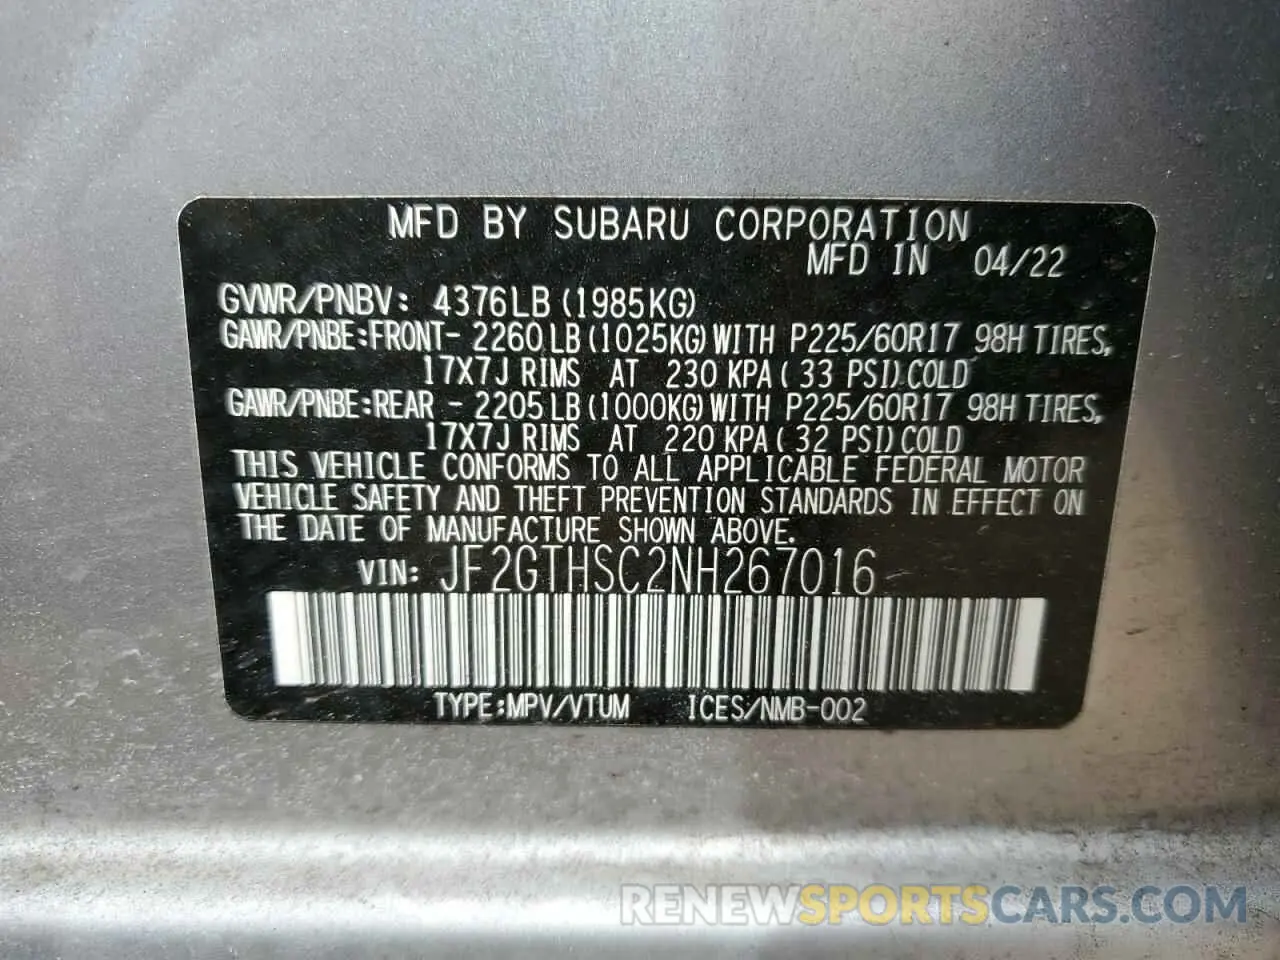 MFD BY SUBARU CORPORATION
MFD IN 04/22
GVWR/PNBV: 4376LB (1985KG)
GAWR/PNBE:FRONT- 2260LB (1025KG) WITH P225/60R17 98H TIRES,
17X7J RIMS AT 230 KPA ( 33 PSI) COLD
GAWR/PNBE:REAR - 2205LB (1000KG) WITH P225/60R17 98H TIRES,
17X7J RIMS AT 220 KPA ( 32 PSI) COLD
THIS VEHICLE CONFORMS TO ALL APPLICABLE FEDERAL MOTOR
VEHICLE SAFETY AND THEFT PREVENTION STANDARDS IN EFFECT ON
THE DATE OF MANUFACTURE SHOWN ABOVE.
VIN: JF2GTHSC2NH267016
TYPE:MPV/VTUM ICES/NMB-002
RENEWSPORTSCARS.COM